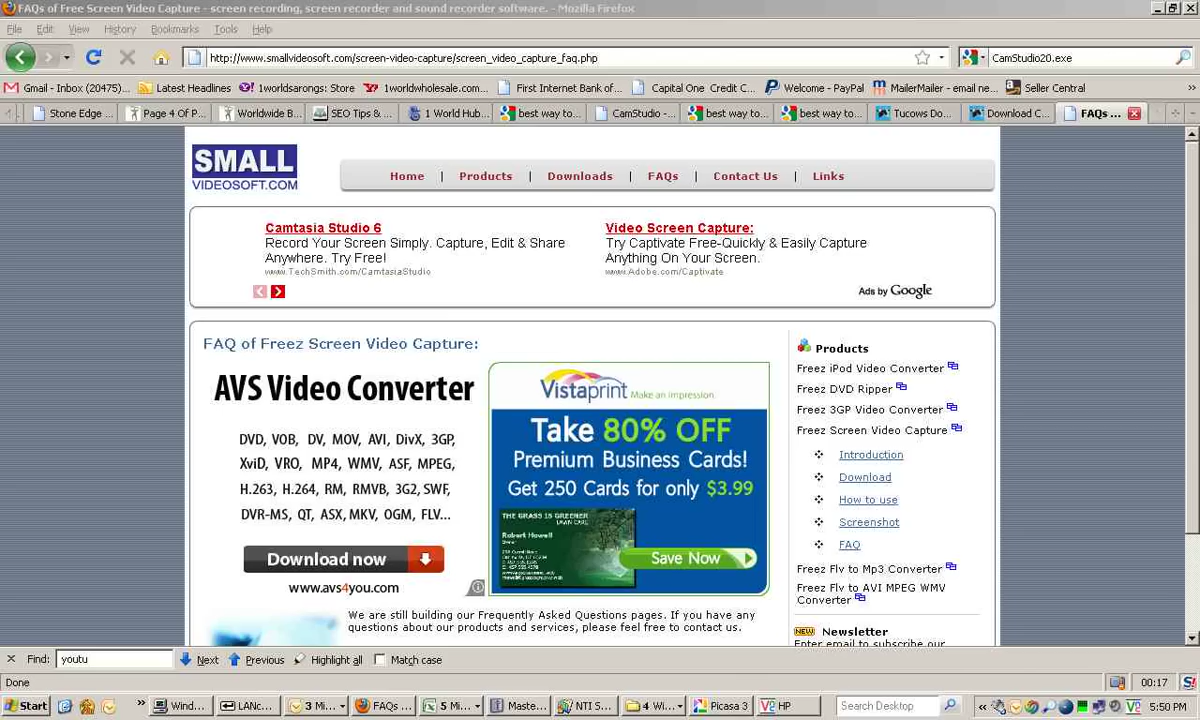 FAQs of Free Screen Video Capture - screen recording, screen recorder and sound recorder software. - Mozilla Firefox
File Edit View History Bookmarks Tools Help
http://www.smallvideosoft.com/screen-video-capture/screen_video_capture_faq.php
CamStudio20.exe
Gmail - Inbox (20475)... Latest Headlines 1worldsarongs: Store 1worldwholesale.com... First Internet Bank of... Capital One Credit C... Welcome - PayPal MailerMailer - email ne... Seller Central
Stone Edge ... Page 4 Of P... Worldwide B... SEO Tips & ... 1 World Hub... best way to... CamStudio -... best way to... best way to... Tucows Do... Download C... FAQs ...
SMALL
VIDEOSOFT.COM
Home | Products | Downloads | FAQs | Contact Us | Links
Camtasia Studio 6
Record Your Screen Simply. Capture, Edit & Share
Anywhere. Try Free!
www.TechSmith.com/CamtasiaStudio
Video Screen Capture:
Try Captivate Free-Quickly & Easily Capture
Anything On Your Screen.
www.Adobe.com/Captivate
Ads by Google
FAQ of Freez Screen Video Capture:
AVS Video Converter
DVD, VOB, DV, MOV, AVI, DivX, 3GP,
XviD, VRO, MP4, WMV, ASF, MPEG,
H.263, H.264, RM, RMVB, 3G2, SWF,
DVR-MS, QT, ASX, MKV, OGM, FLV...
Download now
www.avs4you.com
Vistaprint Make an impression.
Take 80% OFF
Premium Business Cards!
Get 250 Cards for only $3.99
THE GRASS IS GREENER
LAWN CARE
Robert Howell
Save Now
We are still building our Frequently Asked Questions pages. If you have any
questions about our products and services, please feel free to contact us.
Products
Freez iPod Video Converter
Freez DVD Ripper
Freez 3GP Video Converter
Freez Screen Video Capture
Introduction
Download
How to use
Screenshot
FAQ
Freez Flv to Mp3 Converter
Freez Flv to AVI MPEG WMV
Converter
NEW Newsletter
Enter email to subscribe our
Find: youtu Next Previous Highlight all Match case
Done
00:17
Start Wind... LANc... 3 Mi... FAQs... 5 Mi... Maste... NTI S... 4 Wi... Picasa 3 HP Search Desktop 5:50 PM